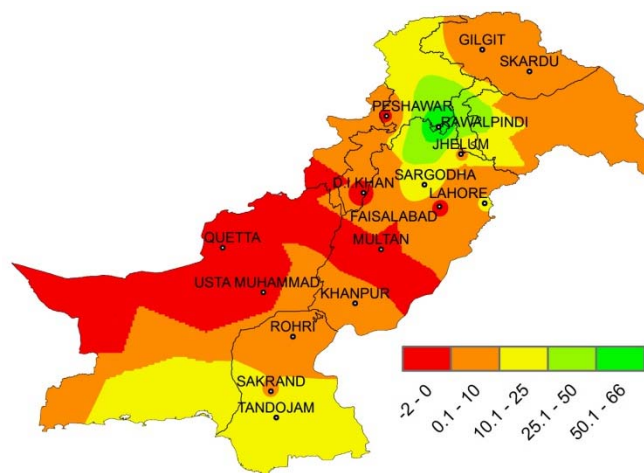 GILGIT
SKARDU
PESHAWAR
RAWALPINDI
JHELUM
SARGODHA
D.I KHAN
LAHORE
FAISALABAD
QUETTA
MULTAN
USTA MUHAMMAD
KHANPUR
ROHRI
SAKRAND
TANDOJAM
-2 - 0
0.1 - 10
10.1 - 25
25.1 - 50
50.1 - 66